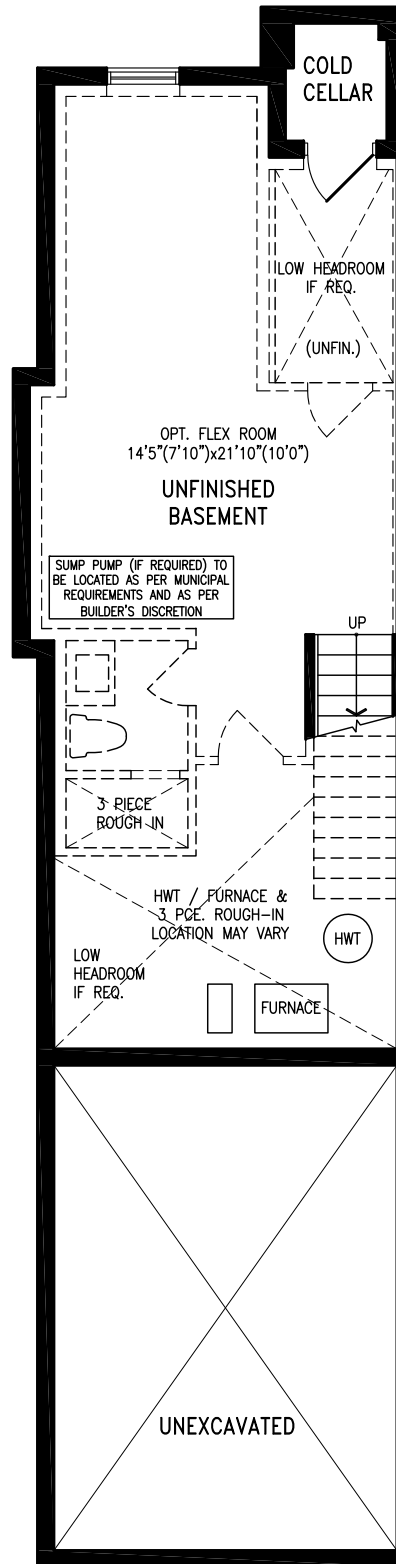 COLD
CELLAR
LOW HEADROOM
IF REQ.
(UNFIN.)
OPT. FLEX ROOM
14'5"(7'10")x21'10"(10'0")
UNFINISHED
BASEMENT
SUMP PUMP (IF REQUIRED) TO
BE LOCATED AS PER MUNICIPAL
REQUIREMENTS AND AS PER
BUILDER'S DISCRETION
UP
3 PIECE
ROUGH IN
HWT / FURNACE &
3 PCE. ROUGH-IN
LOCATION MAY VARY
HWT
LOW
HEADROOM
IF REQ.
FURNACE
UNEXCAVATED